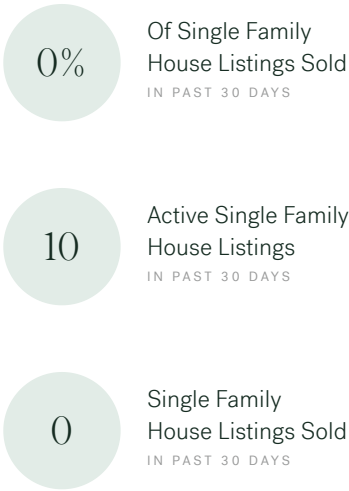 0%
Of Single Family
House Listings Sold
IN PAST 30 DAYS
10
Active Single Family
House Listings
IN PAST 30 DAYS
0
Single Family
House Listings Sold
IN PAST 30 DAYS